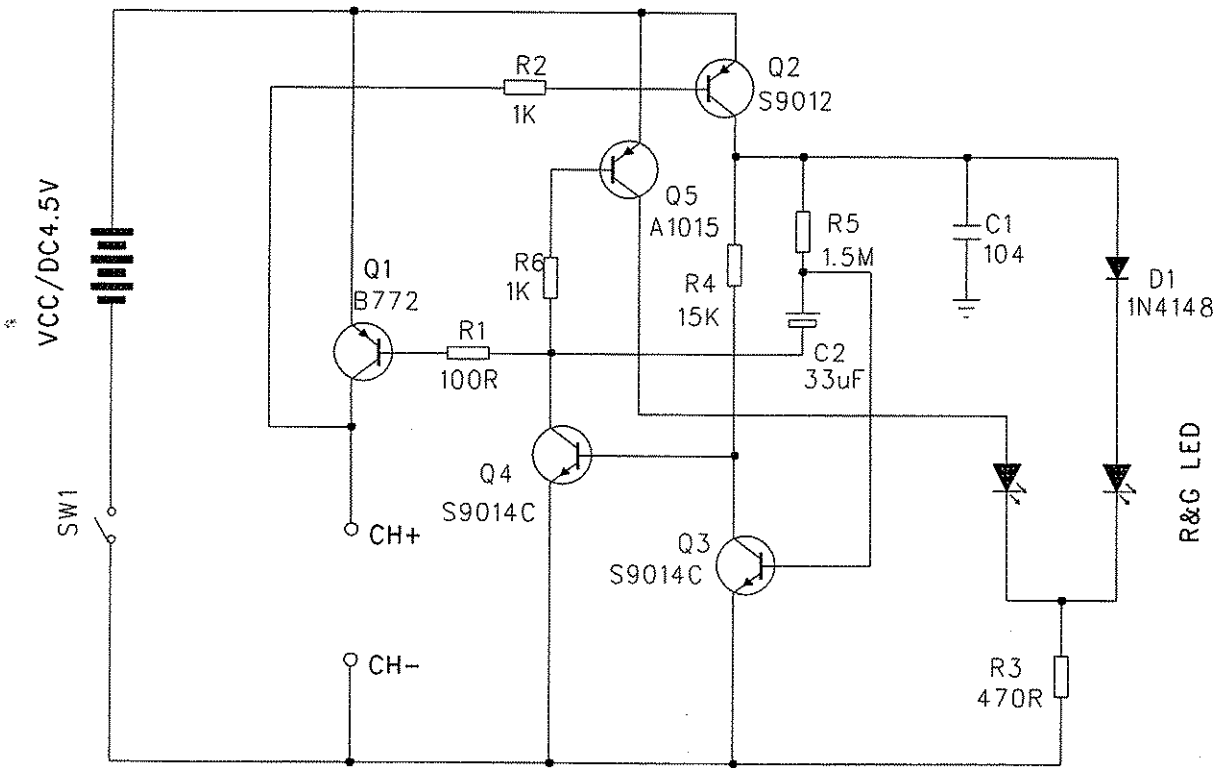 R2
1K
Q2
S9012
VCC/DC4.5V
Q5
A1015
R5
1.5M
C1
104
Q1
B772
R6
1K
R4
15K
D1
1N4148
R1
100R
C2
33uF
Q4
S9014C
R&G LED
SW1
CH+
Q3
S9014C
CH-
R3
470R